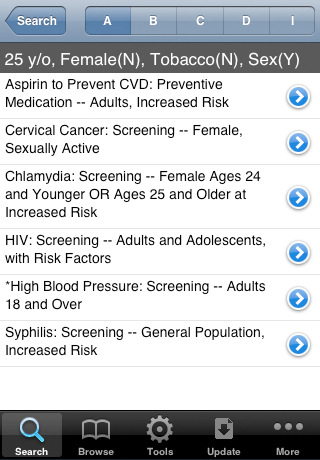 Search
A B C D I
25 y/o, Female(N), Tobacco(N), Sex(Y)
Aspirin to Prevent CVD: Preventive
Medication -- Adults, Increased Risk
Cervical Cancer: Screening -- Female,
Sexually Active
Chlamydia: Screening -- Female Ages 24
and Younger OR Ages 25 and Older at
Increased Risk
HIV: Screening -- Adults and Adolescents,
with Risk Factors
*High Blood Pressure: Screening -- Adults
18 and Over
Syphilis: Screening -- General Population,
Increased Risk
Search Browse Tools Update More